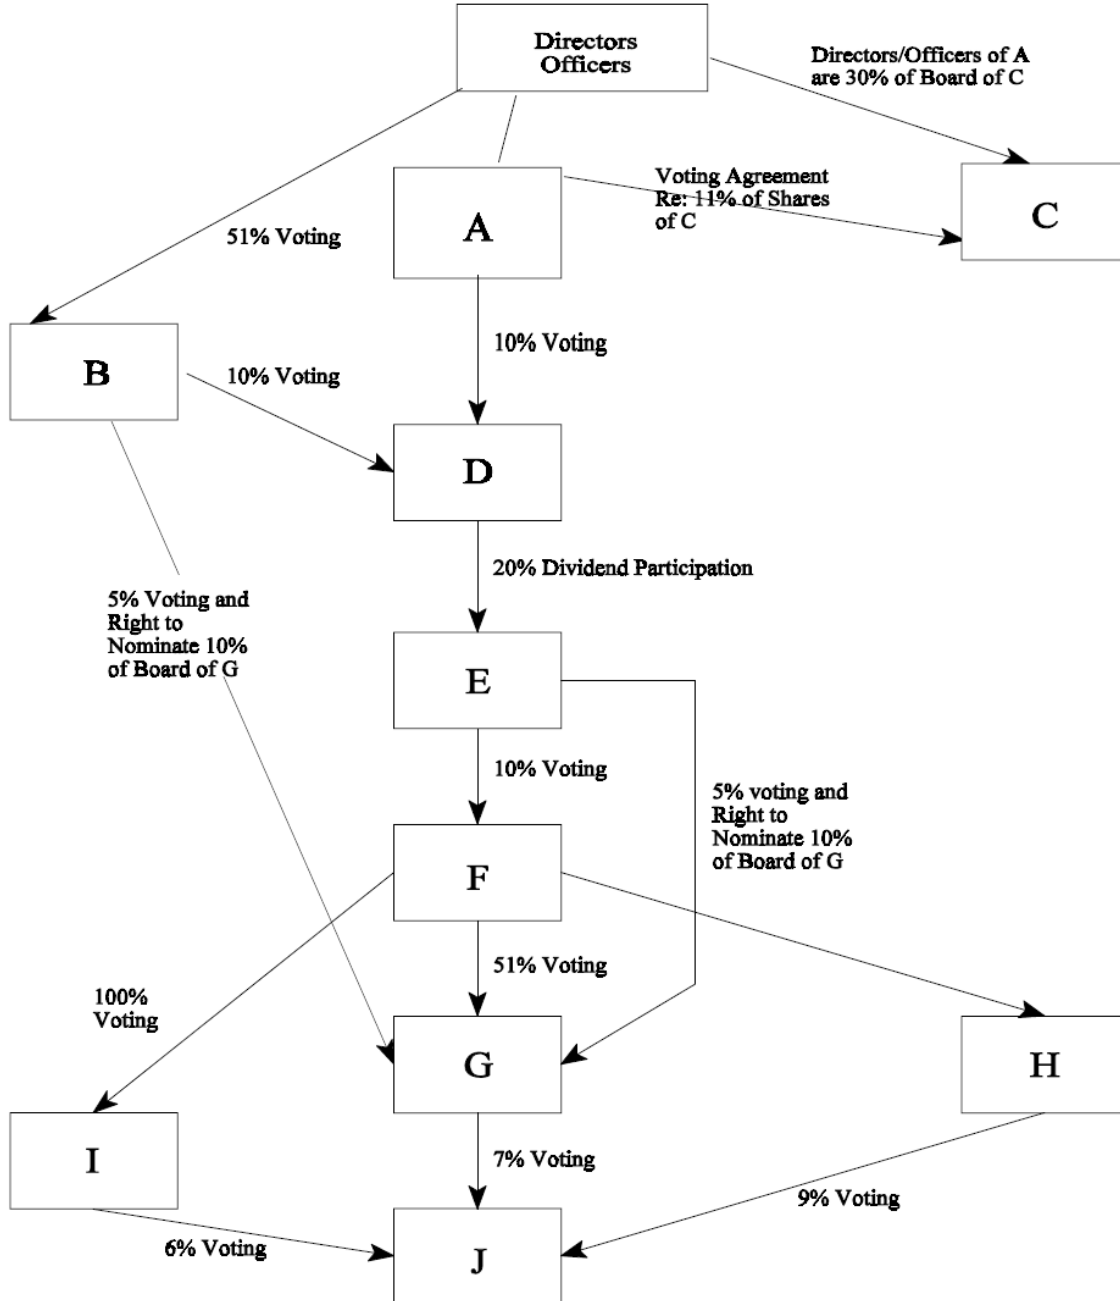 Directors
Officers
Directors/Officers of A
are 30% of Board of C
Voting Agreement
Re: 11% of Shares
of C
C
A
51% Voting
10% Voting
B
10% Voting
D
20% Dividend Participation
5% Voting and
Right to
Nominate 10%
of Board of G
E
10% Voting
5% voting and
Right to
Nominate 10%
of Board of G
F
51% Voting
100%
Voting
G
H
I
7% Voting
9% Voting
6% Voting
J